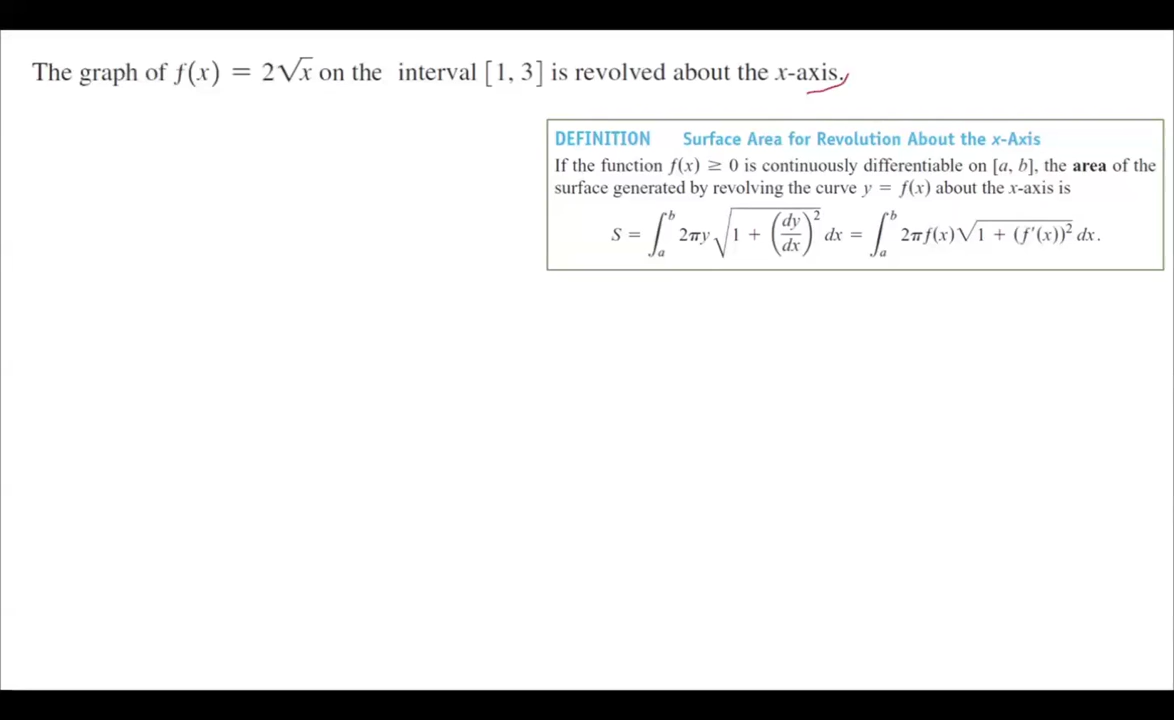 The graph of f(x) = 2√x on the interval [1, 3] is revolved about the x-axis.
DEFINITION Surface Area for Revolution About the x-Axis
If the function f(x) ≥ 0 is continuously differentiable on [a, b], the area of the
surface generated by revolving the curve y = f(x) about the x-axis is
S = ∫_a^b 2πy √(1 + (dy/dx)²) dx = ∫_a^b 2πf(x)√(1 + (f′(x))²) dx.